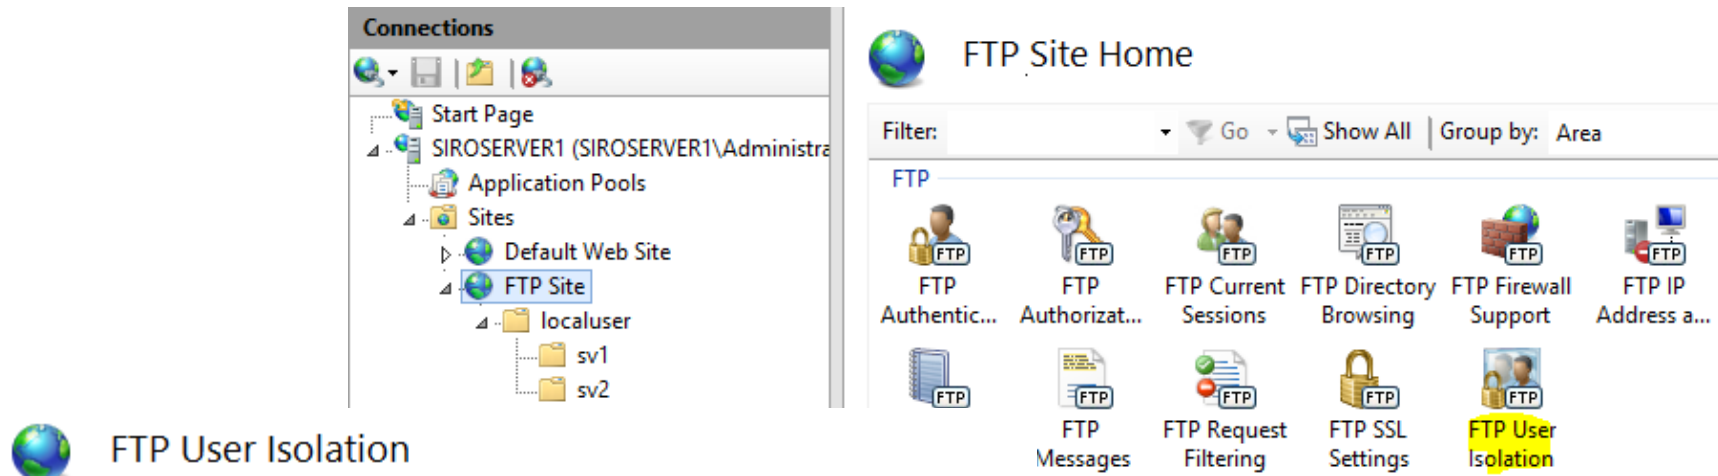 Connections
Start Page
SIROSERVER1 (SIROSERVER1\Administra
Application Pools
Sites
Default Web Site
FTP Site
localuser
sv1
sv2
FTP Site Home
Filter: Go Show All Group by: Area
FTP
FTP FTP FTP FTP FTP FTP
FTP FTP FTP Current FTP Directory FTP Firewall FTP IP
Authentic... Authorizat... Sessions Browsing Support Address a...
FTP FTP FTP FTP FTP
FTP FTP Request FTP SSL FTP User
Messages Filtering Settings Isolation
FTP User Isolation